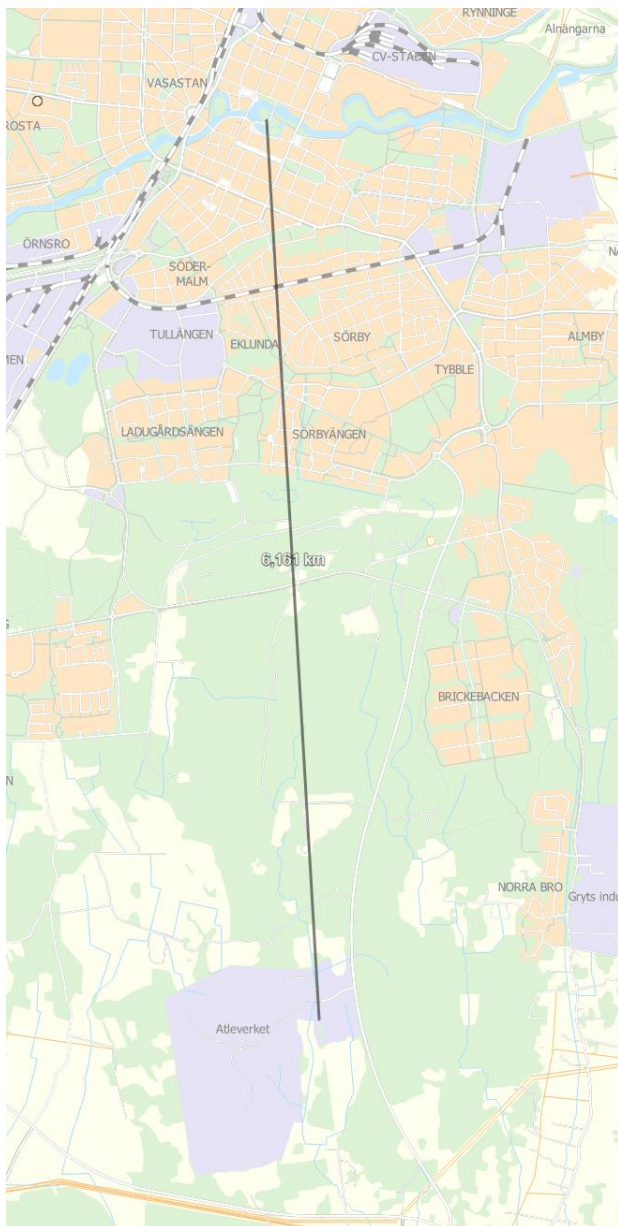 RYNNINGE
Alnängarna
CV-STADEN
VASASTAN
ROSTA
ÖRNSRO
SÖDER-
MALM
TULLÄNGEN
EKLUNDA
SÖRBY
ALMBY
TYBBLE
MEN
LADUGÅRDSÄNGEN
SÖRBYÄNGEN
6,161 km
G
BRICKEBACKEN
N
NORRA BRO
Gryts indu
Atleverket